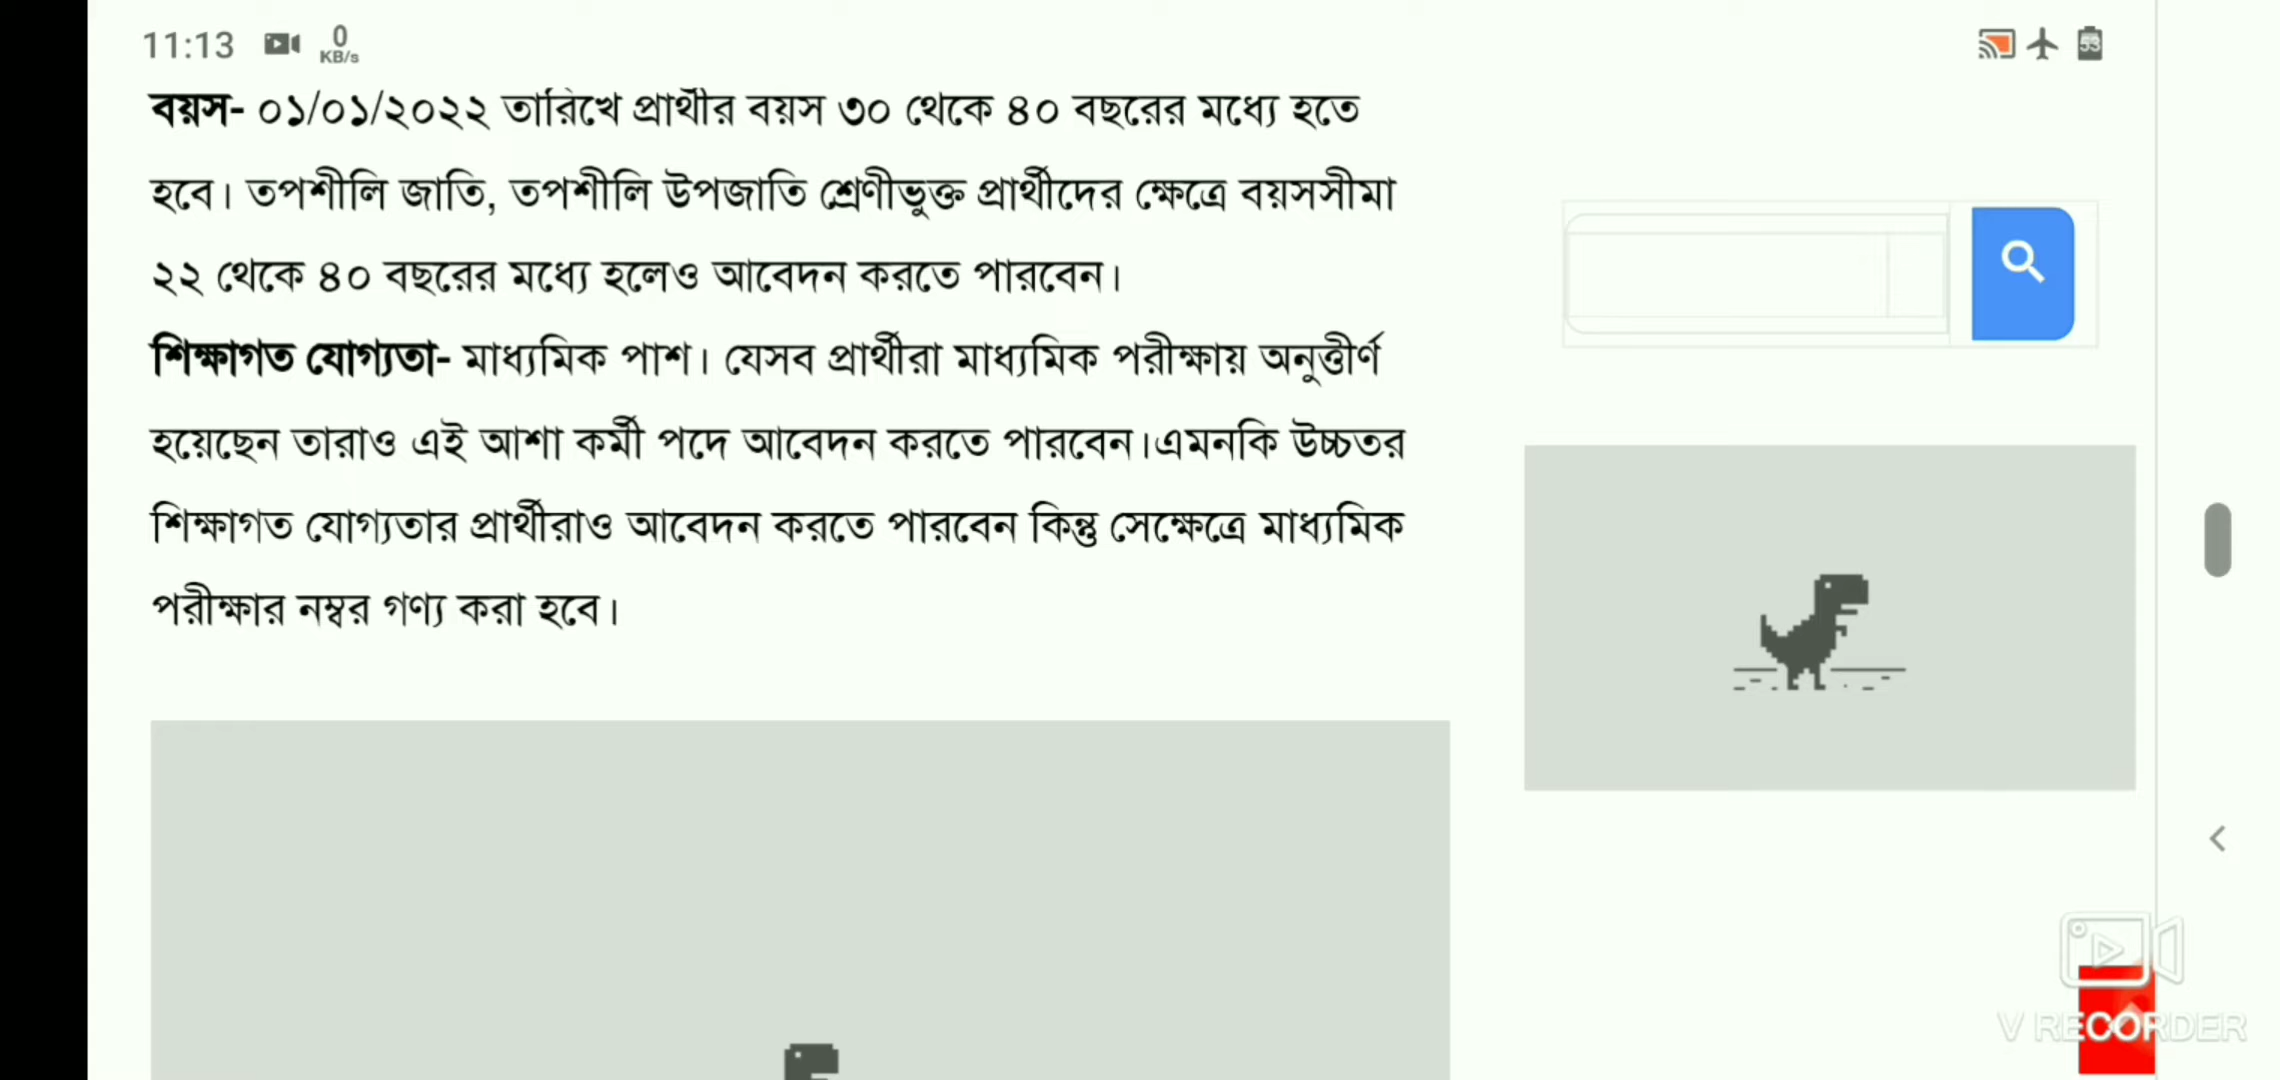 11:13 0 KB/s 53
বয়স- ০১/০১/২০২২ তারিখে প্রার্থীর বয়স ৩০ থেকে ৪০ বছরের মধ্যে হতে
হবে। তপশীলি জাতি, তপশীলি উপজাতি শ্রেণীভুক্ত প্রার্থীদের ক্ষেত্রে বয়সসীমা
২২ থেকে ৪০ বছরের মধ্যে হলেও আবেদন করতে পারবেন।
শিক্ষাগত যোগ্যতা- মাধ্যমিক পাশ। যেসব প্রার্থীরা মাধ্যমিক পরীক্ষায় অনুত্তীর্ণ
হয়েছেন তারাও এই আশা কর্মী পদে আবেদন করতে পারবেন।এমনকি উচ্চতর
শিক্ষাগত যোগ্যতার প্রার্থীরাও আবেদন করতে পারবেন কিন্তু সেক্ষেত্রে মাধ্যমিক
পরীক্ষার নম্বর গণ্য করা হবে।
V RECORDER